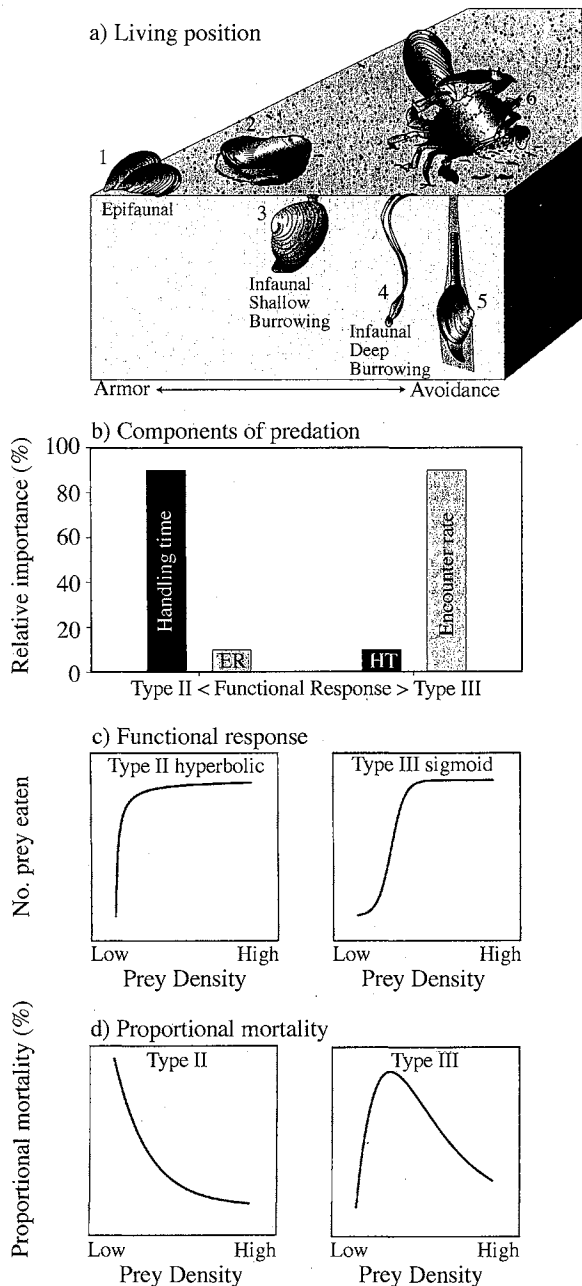 a) Living position
1
2
6
Epifaunal
3
Infaunal
Shallow
Burrowing
4
Infaunal
Deep
Burrowing
5
Armor
Avoidance
b) Components of predation
Relative importance (%)
100
80
60
40
20
0
Handling time
ER
HT
Encounter rate
Type II < Functional Response > Type III
c) Functional response
No. prey eaten
Type II hyperbolic
Low High
Prey Density
Type III sigmoid
Low High
Prey Density
d) Proportional mortality
Proportional mortality (%)
Type II
Low High
Prey Density
Type III
Low High
Prey Density